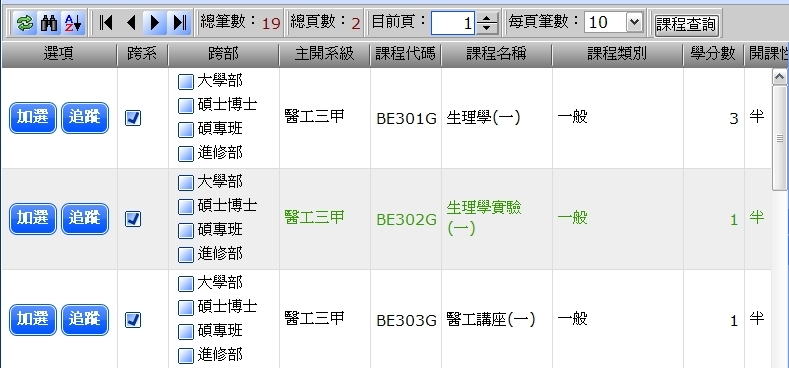 總筆數：19 總頁數：2 目前頁： 1 每頁筆數： 10 課程查詢
選項 跨系 跨部 主開系級 課程代碼 課程名稱 課程類別 學分數 開課性
大學部
碩士博士
加選 追蹤 醫工三甲 BE301G 生理學(一) 一般 3 半
碩專班
進修部
大學部
碩士博士
加選 追蹤 醫工三甲 BE302G 生理學實驗(一) 一般 1 半
碩專班
進修部
大學部
碩士博士
加選 追蹤 醫工三甲 BE303G 醫工講座(一) 一般 1 半
碩專班
進修部